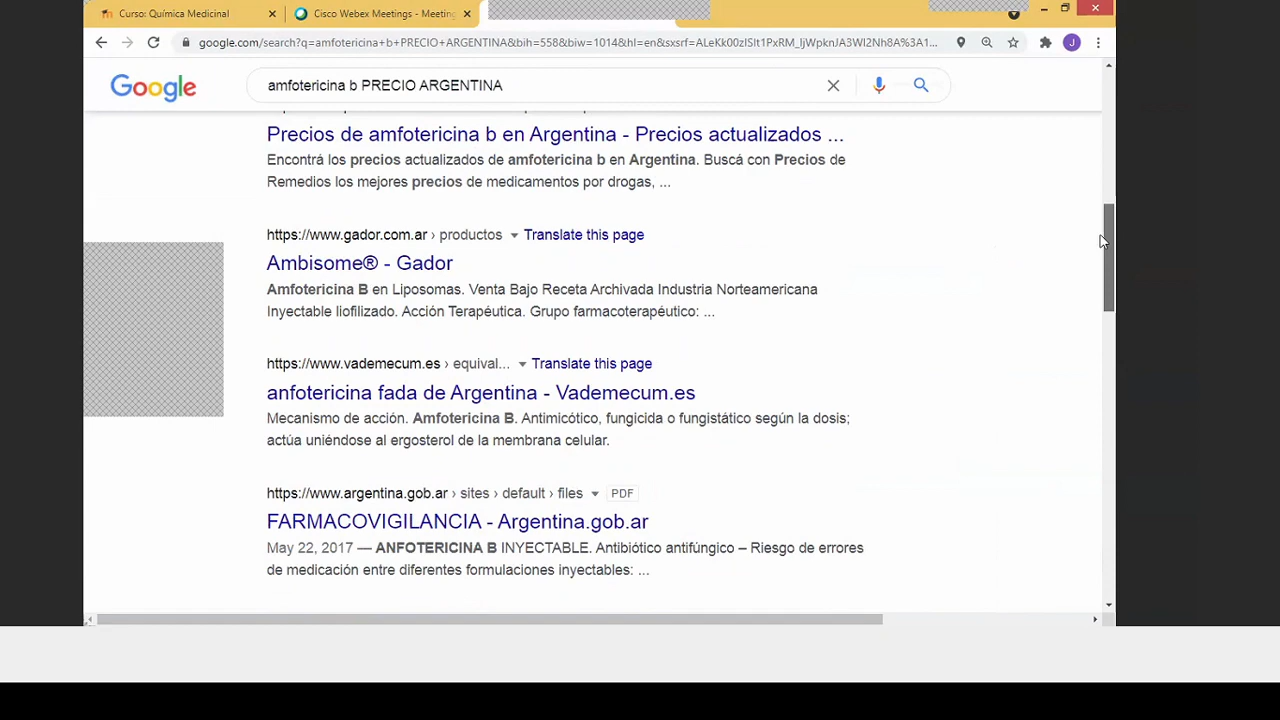 Curso: Química Medicinal
Cisco Webex Meetings - Meeting
google.com/search?q=amfotericina+b+PRECIO+ARGENTINA&bih=558&biw=1014&hl=en&sxsrf=
Google
amfotericina b PRECIO ARGENTINA
Precios de amfotericina b en Argentina - Precios actualizados ...
Encontrá los precios actualizados de amfotericina b en Argentina. Buscá con Precios de
Remedios los mejores precios de medicamentos por drogas, ...
https://www.gador.com.ar › productos Translate this page
Ambisome® - Gador
Amfotericina B en Liposomas. Venta Bajo Receta Archivada Industria Norteamericana
Inyectable liofilizado. Acción Terapéutica. Grupo farmacoterapéutico: ...
https://www.vademecum.es › equival... Translate this page
anfotericina fada de Argentina - Vademecum.es
Mecanismo de acción. Amfotericina B. Antimicótico, fungicida o fungistático según la dosis;
actúa uniéndose al ergosterol de la membrana celular.
https://www.argentina.gob.ar › sites › default › files PDF
FARMACOVIGILANCIA - Argentina.gob.ar
May 22, 2017 — ANFOTERICINA B INYECTABLE. Antibiótico antifúngico – Riesgo de errores
de medicación entre diferentes formulaciones inyectables: ...